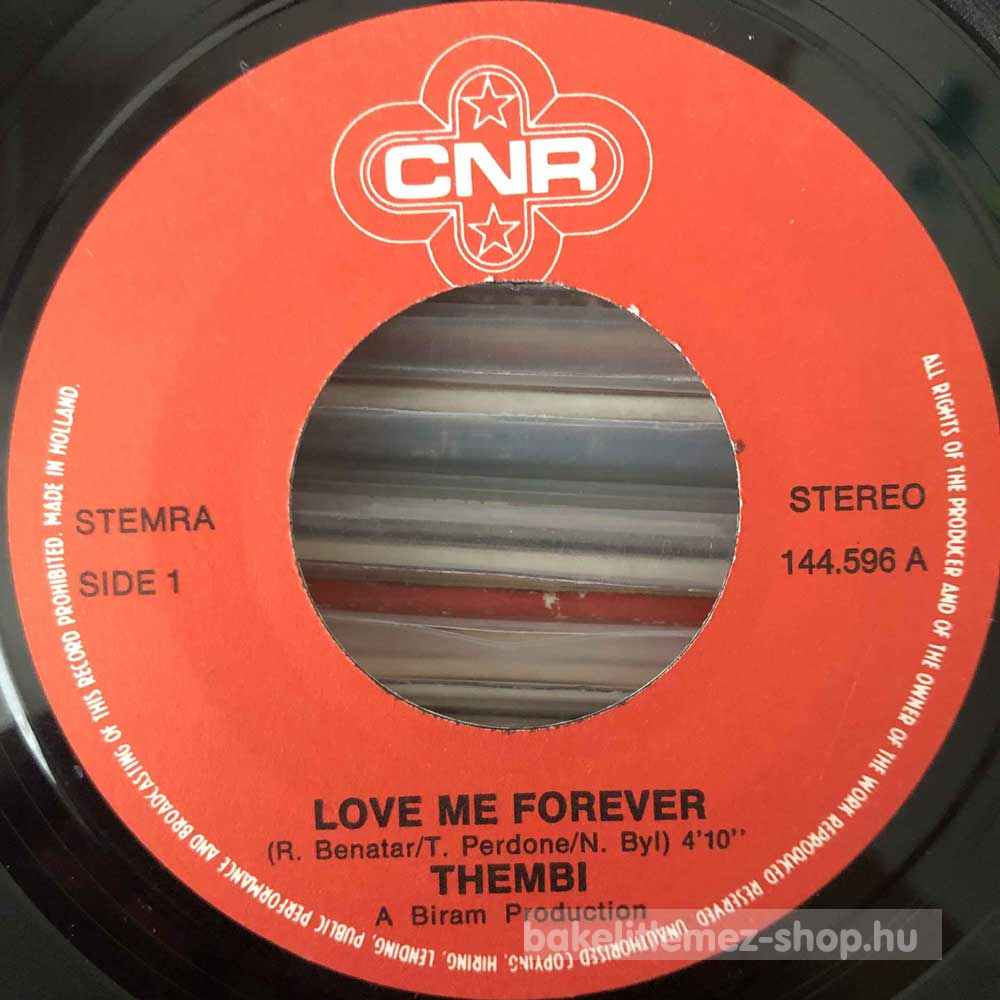 CNR
STEMRA
SIDE 1
STEREO
144.596 A
LOVE ME FOREVER
(R. Benatar/T. Perdone/N. Byl) 4'10''
THEMBI
A Biram Production
ALL RIGHTS OF THE PRODUCER AND OF THE OWNER OF THE WORK REPRODUCED RESERVED UNAUTHORISED COPYING, HIRING, LENDING, PUBLIC PERFORMANCE AND BROADCASTING OF THIS RECORD PROHIBITED. MADE IN HOLLAND.
bakelitlemez-shop.hu